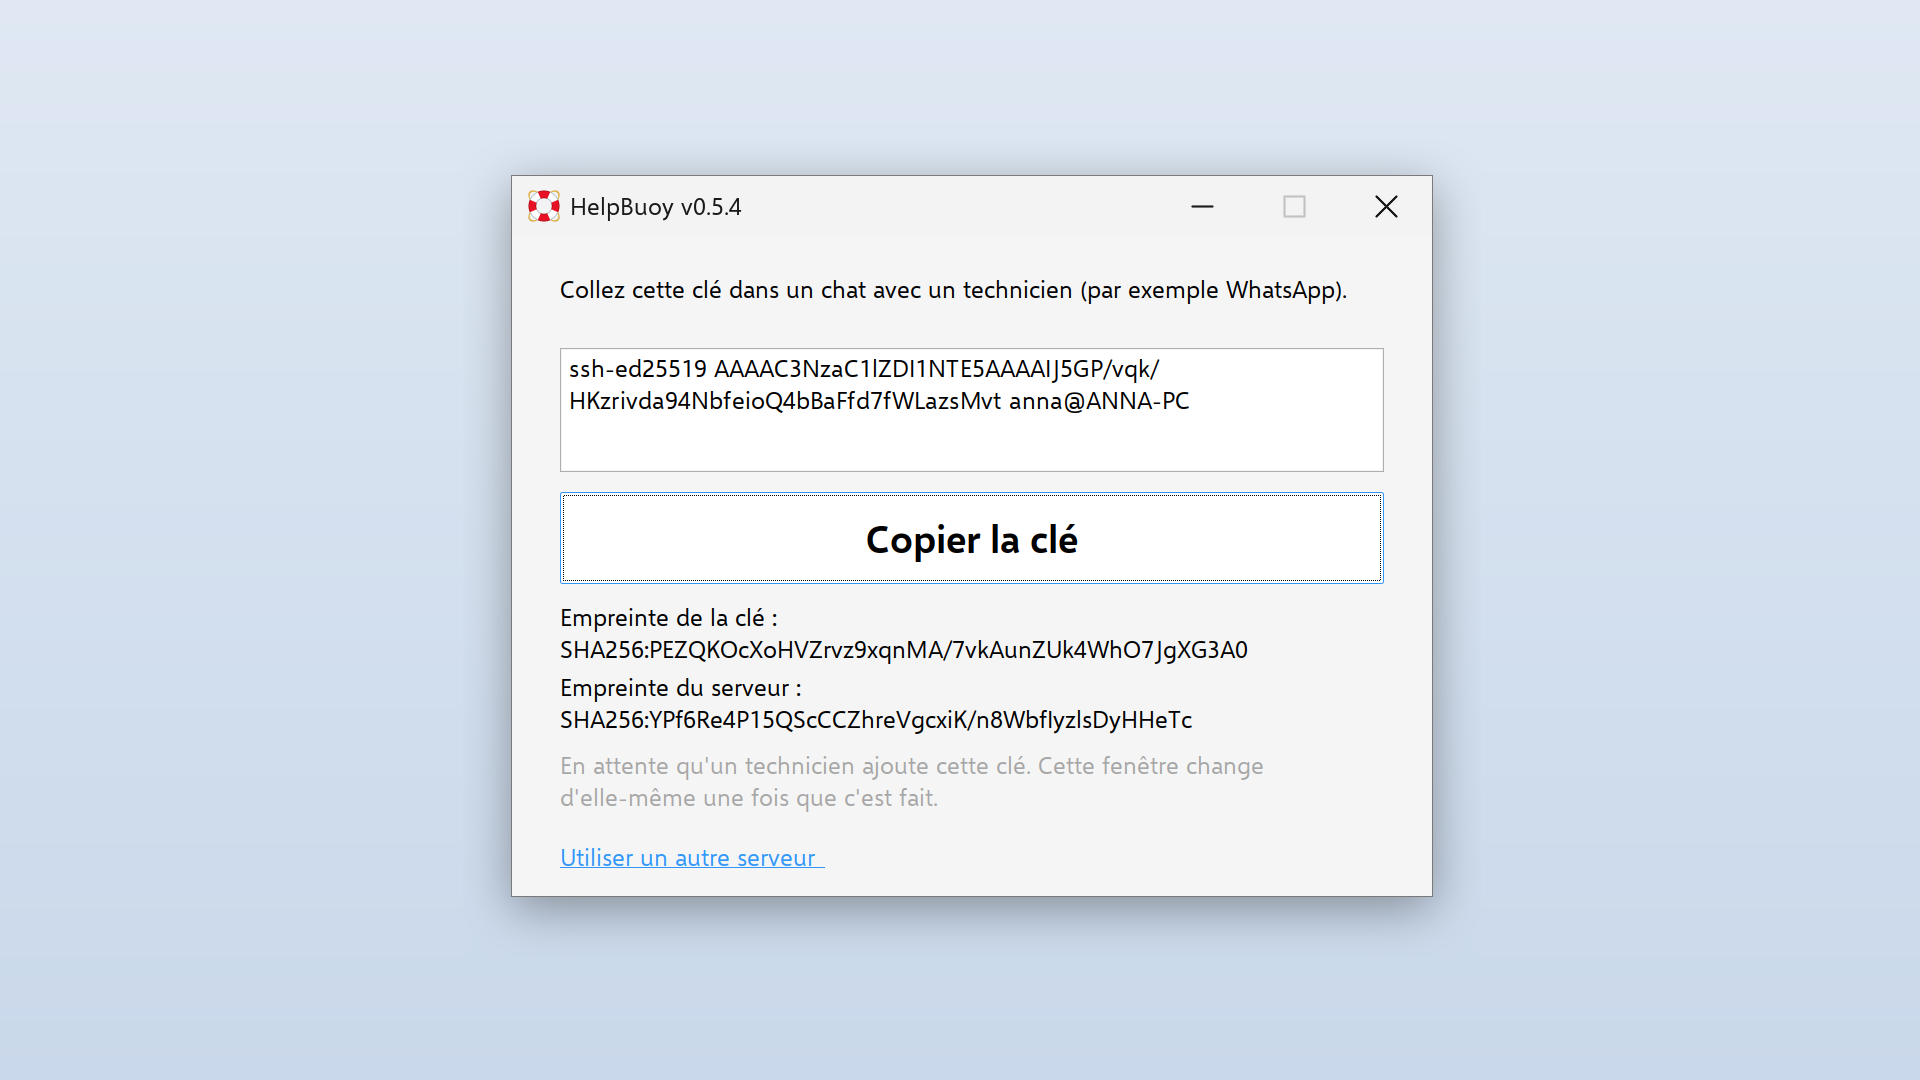 HelpBuoy v0.5.4
Collez cette clé dans un chat avec un technicien (par exemple WhatsApp).
ssh-ed25519 AAAAC3NzaC1lZDI1NTE5AAAAIJ5GP/vqk/
HKzrivda94NbfeioQ4bBaFfd7fWLazsMvt anna@ANNA-PC
Copier la clé
Empreinte de la clé :
SHA256:PEZQKOcXoHVZrvz9xqnMA/7vkAunZUk4WhO7JgXG3A0
Empreinte du serveur :
SHA256:YPf6Re4P15QScCCZhreVgcxiK/n8WbfIyzlsDyHHeTc
En attente qu'un technicien ajoute cette clé. Cette fenêtre change
d'elle-même une fois que c'est fait.
Utiliser un autre serveur